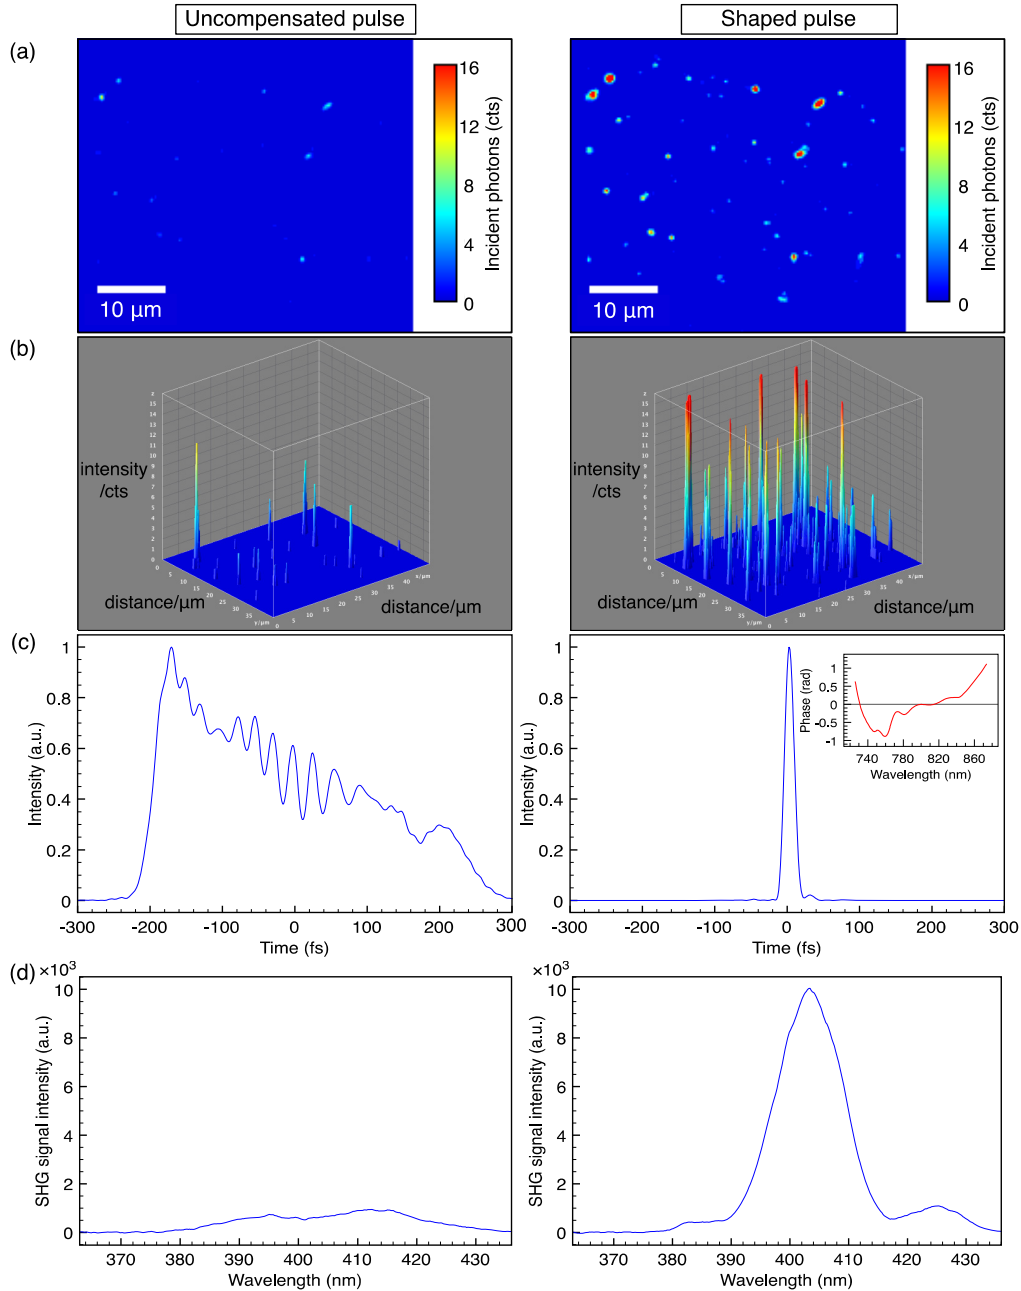 Uncompensated pulse
Shaped pulse
(a)
16
12
8
4
0
Incident photons (cts)
10 µm
16
12
8
4
0
Incident photons (cts)
10 µm
(b)
intensity
/cts
distance/µm
distance/µm
intensity
/cts
distance/µm
distance/µm
(c)
1
0.8
0.6
0.4
0.2
0
Intensity (a.u.)
-300 -200 -100 0 100 200 300
Time (fs)
1
0.8
0.6
0.4
0.2
0
Intensity (a.u.)
-300 -200 -100 0 100 200 300
Time (fs)
1
0.5
0
-0.5
-1
Phase (rad)
740 780 820 860
Wavelength (nm)
(d)
×10³
10
8
6
4
2
0
SHG signal intensity (a.u.)
370 380 390 400 410 420 430
Wavelength (nm)
×10³
10
8
6
4
2
0
SHG signal intensity (a.u.)
370 380 390 400 410 420 430
Wavelength (nm)